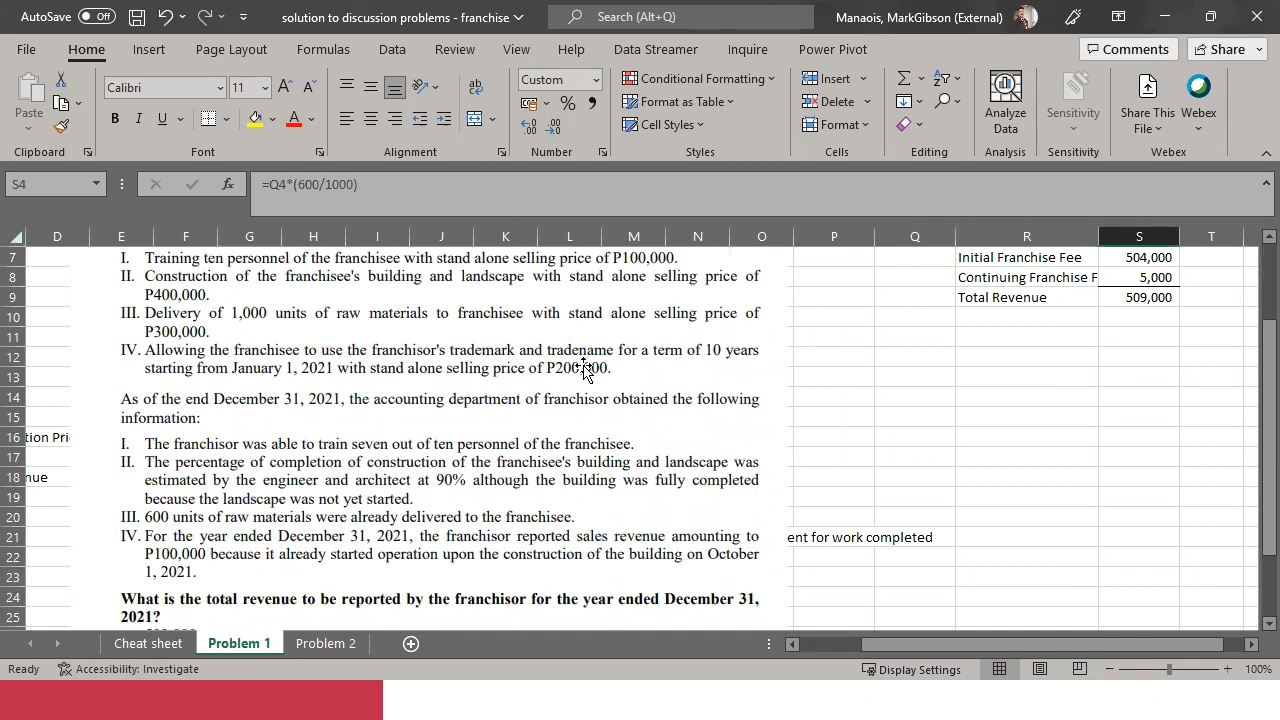 AutoSave Off solution to discussion problems - franchise Search (Alt+Q) Manaois, MarkGibson (External)
File Home Insert Page Layout Formulas Data Review View Help Data Streamer Inquire Power Pivot Comments Share
Paste Calibri 11 Custom Conditional Formatting Format as Table Cell Styles Insert Delete Format Analyze Data Sensitivity Share This File Webex
Clipboard Font Alignment Number Styles Cells Editing Analysis Sensitivity Webex
S4 fx =Q4*(600/1000)
D E F G H I J K L M N O P Q R S T
7 I. Training ten personnel of the franchisee with stand alone selling price of P100,000. Initial Franchise Fee 504,000
8 II. Construction of the franchisee's building and landscape with stand alone selling price of Continuing Franchise F 5,000
9 P400,000. Total Revenue 509,000
10 III. Delivery of 1,000 units of raw materials to franchisee with stand alone selling price of
11 P300,000.
12 IV. Allowing the franchisee to use the franchisor's trademark and tradename for a term of 10 years
13 starting from January 1, 2021 with stand alone selling price of P200,000.
14 As of the end December 31, 2021, the accounting department of franchisor obtained the following
15 information:
16 tion Pri I. The franchisor was able to train seven out of ten personnel of the franchisee.
17 II. The percentage of completion of construction of the franchisee's building and landscape was
18 nue estimated by the engineer and architect at 90% although the building was fully completed
19 because the landscape was not yet started.
20 III. 600 units of raw materials were already delivered to the franchisee.
21 IV. For the year ended December 31, 2021, the franchisor reported sales revenue amounting to ent for work completed
22 P100,000 because it already started operation upon the construction of the building on October
23 1, 2021.
24 What is the total revenue to be reported by the franchisor for the year ended December 31,
25 2021?
Cheat sheet Problem 1 Problem 2
Ready Accessibility: Investigate Display Settings 100%